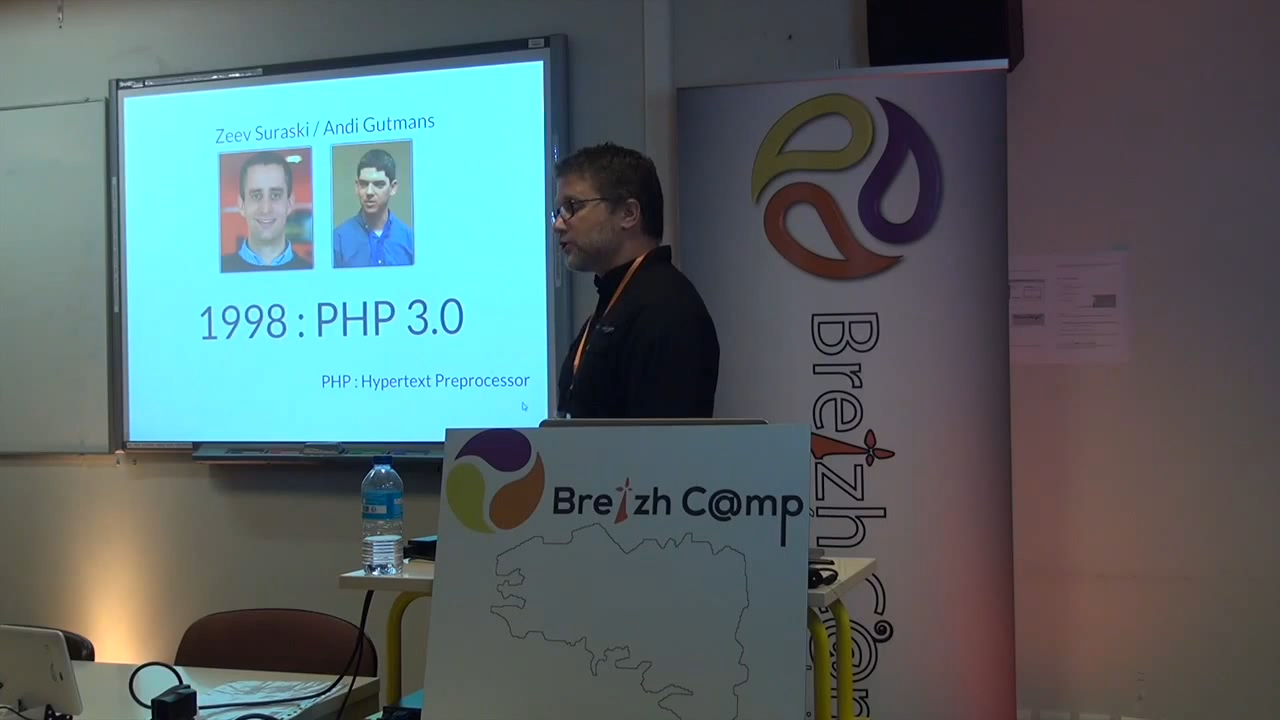 Zeev Suraski / Andi Gutmans
1998 : PHP 3.0
PHP : Hypertext Preprocessor
Breizh C@mp
Breizh C@m